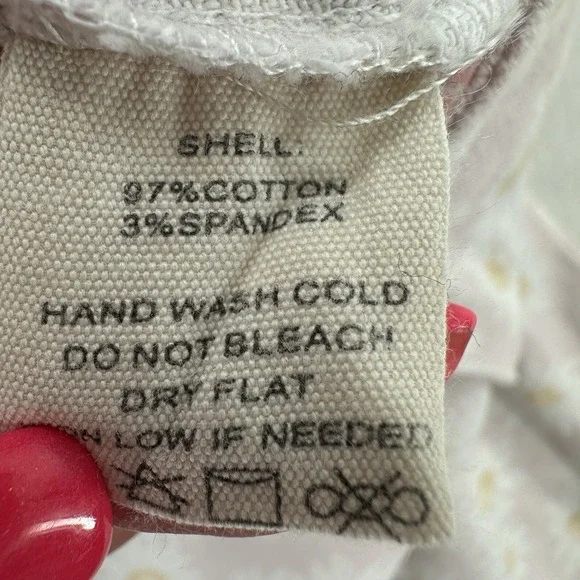 SHELL:
97%COTTON
3%SPANDEX
HAND WASH COLD
DO NOT BLEACH
DRY FLAT
LOW IF NEEDED